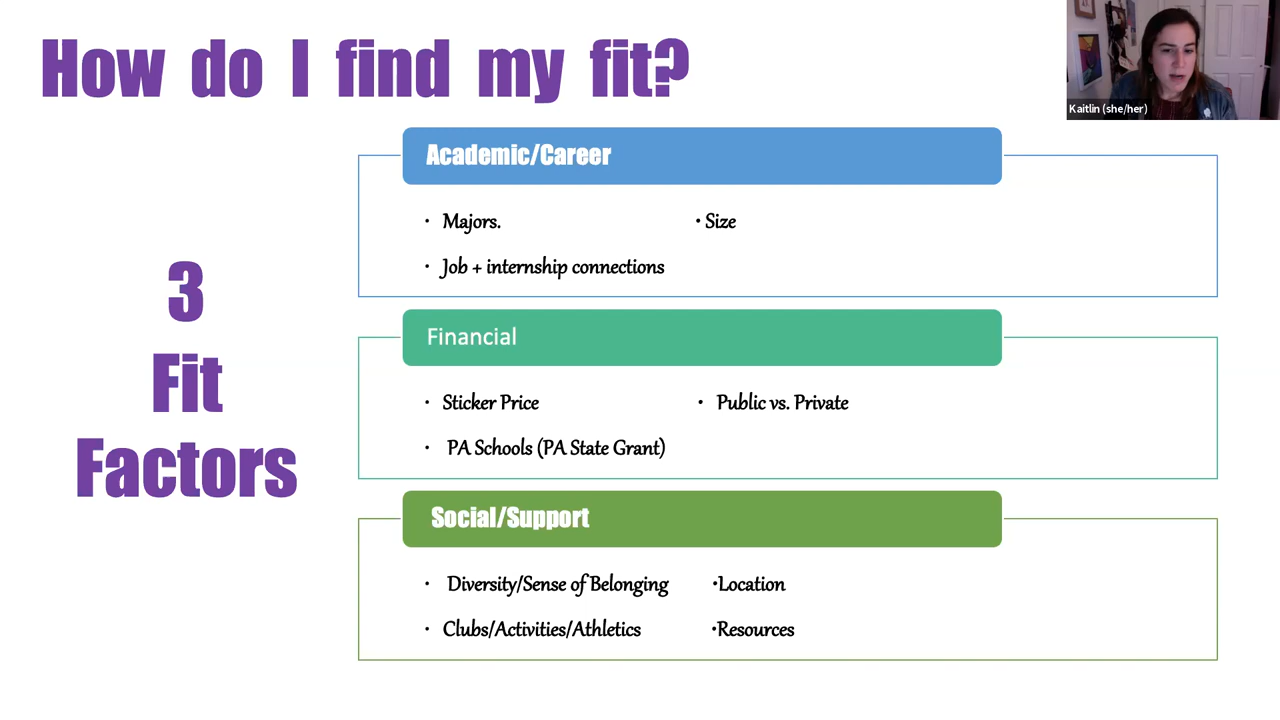 How do I find my fit?
Kaitlin (she/her)
3
Fit
Factors
Academic/Career
• Majors. • Size
• Job + internship connections
Financial
• Sticker Price • Public vs. Private
• PA Schools (PA State Grant)
Social/Support
• Diversity/Sense of Belonging •Location
• Clubs/Activities/Athletics •Resources